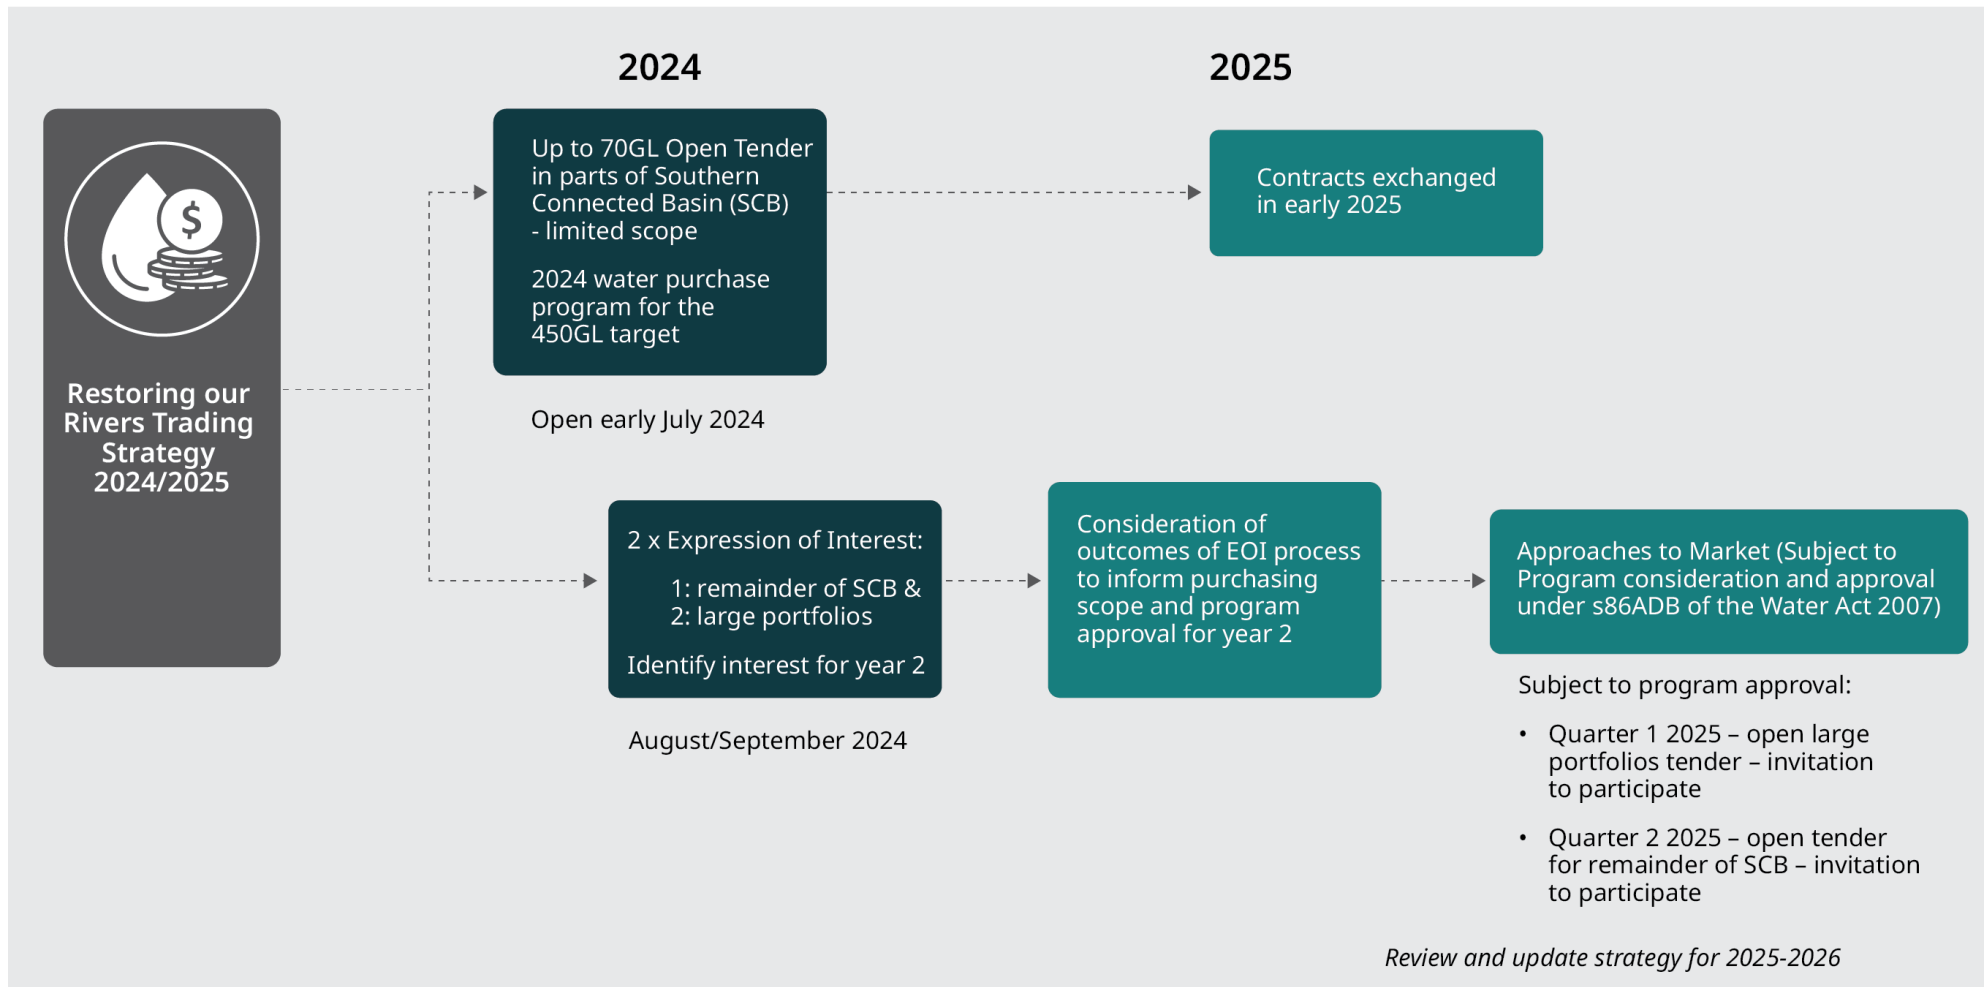 2024
2025
$
Restoring our
Rivers Trading
Strategy
2024/2025
Up to 70GL Open Tender
in parts of Southern
Connected Basin (SCB)
- limited scope
2024 water purchase
program for the
450GL target
Open early July 2024
Contracts exchanged
in early 2025
2 x Expression of Interest:
1: remainder of SCB &
2: large portfolios
Identify interest for year 2
August/September 2024
Consideration of
outcomes of EOI process
to inform purchasing
scope and program
approval for year 2
Approaches to Market (Subject to
Program consideration and approval
under s86ADB of the Water Act 2007)
Subject to program approval:
• Quarter 1 2025 – open large
portfolios tender – invitation
to participate
• Quarter 2 2025 – open tender
for remainder of SCB – invitation
to participate
Review and update strategy for 2025-2026